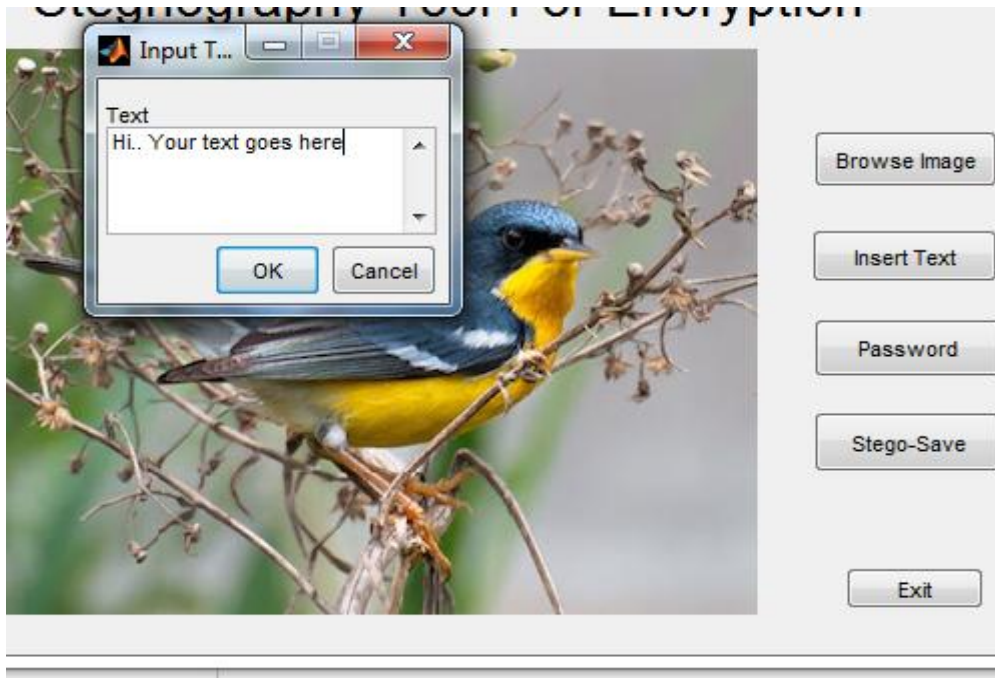 Stegnography Tool For Encryption
Input T...
Text
Hi.. Your text goes here
OK
Cancel
Browse Image
Insert Text
Password
Stego-Save
Exit